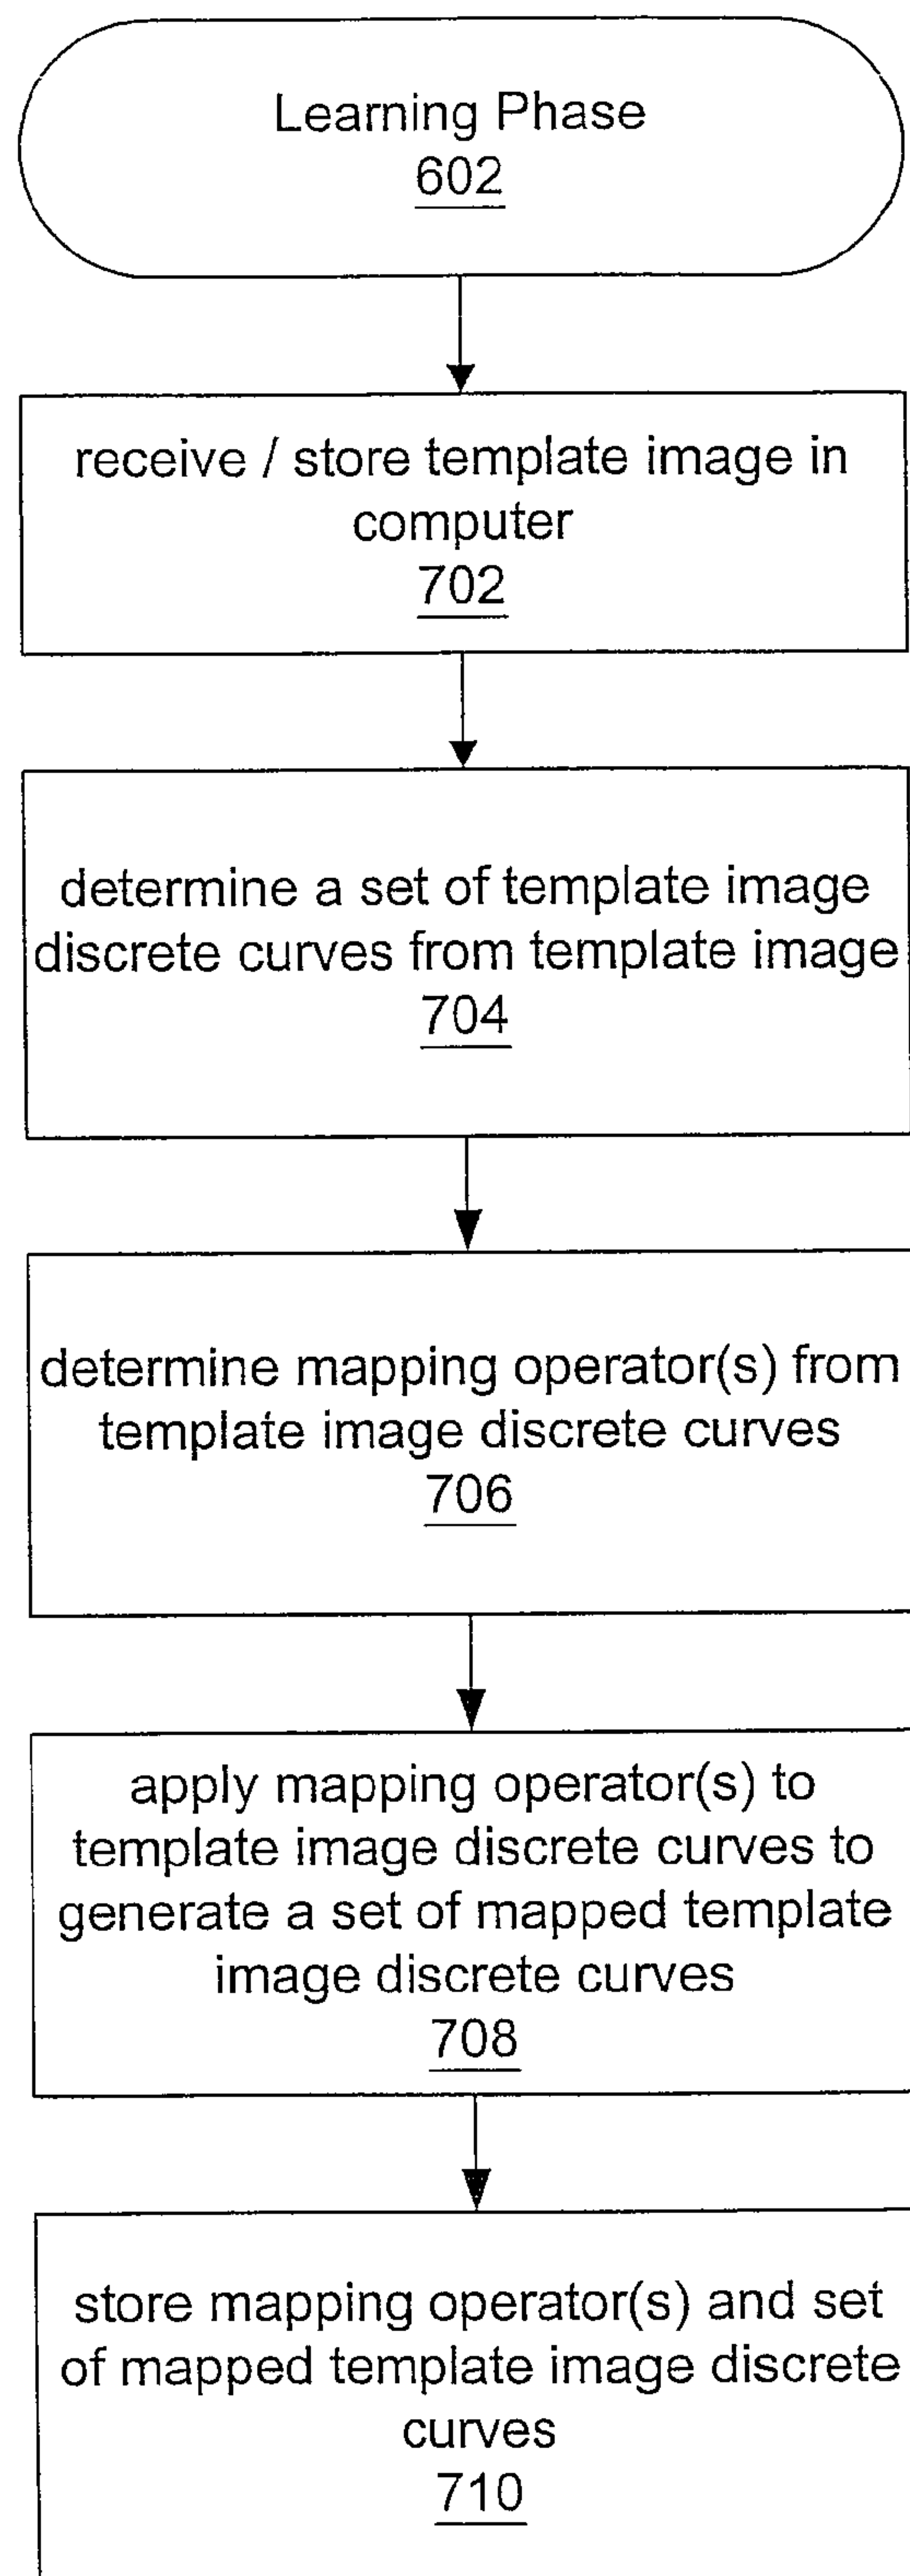 Learning Phase
602
receive / store template image in
computer
702
determine a set of template image
discrete curves from template image
704
determine mapping operator(s) from
template image discrete curves
706
apply mapping operator(s) to
template image discrete curves to
generate a set of mapped template
image discrete curves
708
store mapping operator(s) and set
of mapped template image discrete
curves
710